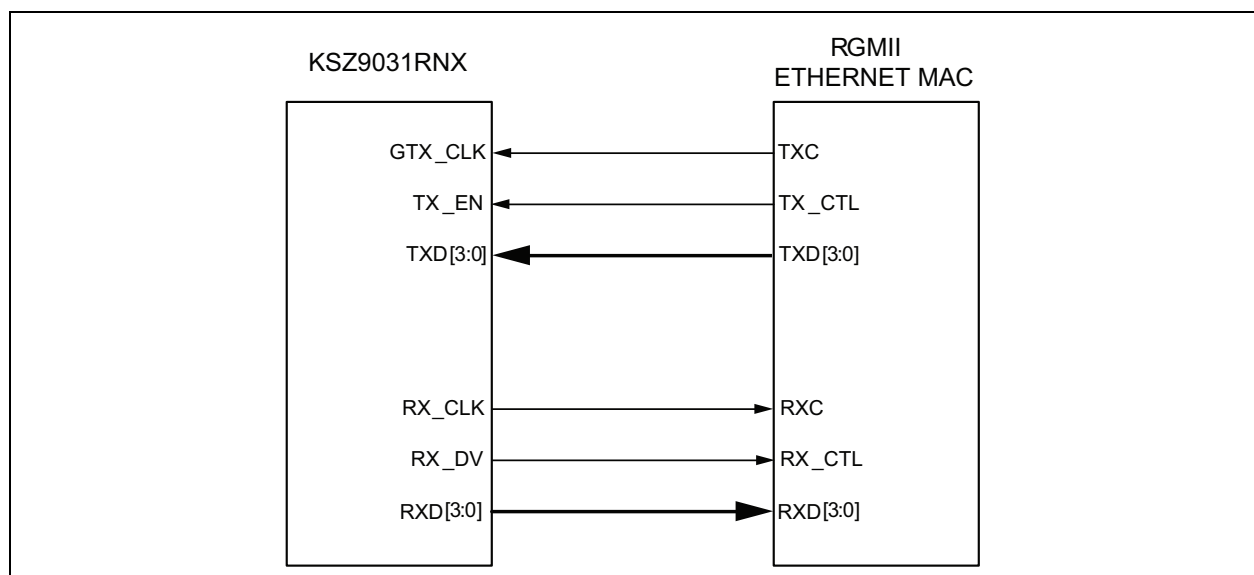 KSZ9031RNX
RGMII
ETHERNET MAC
GTX_CLK
TXC
TX_EN
TX_CTL
TXD[3:0]
TXD[3:0]
RX_CLK
RXC
RX_DV
RX_CTL
RXD[3:0]
RXD[3:0]